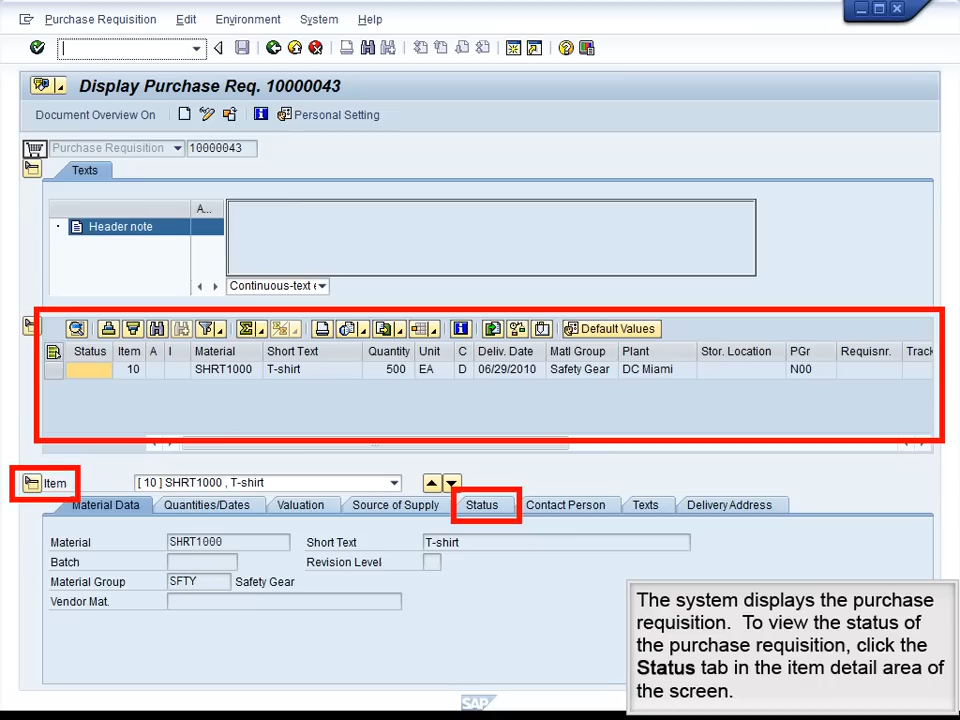 Purchase Requisition Edit Environment System Help
Display Purchase Req. 10000043
Document Overview On Personal Setting
Purchase Requisition 10000043
Texts
A...
Header note
Continuous-text e
Default Values
Status Item A I Material Short Text Quantity Unit C Deliv. Date Matl Group Plant Stor. Location PGr Requisnr. Track
10 SHRT1000 T-shirt 500 EA D 06/29/2010 Safety Gear DC Miami N00
Item [ 10 ] SHRT1000 , T-shirt
Material Data Quantities/Dates Valuation Source of Supply Status Contact Person Texts Delivery Address
Material SHRT1000 Short Text T-shirt
Batch Revision Level
Material Group SFTY Safety Gear
Vendor Mat.
The system displays the purchase
requisition. To view the status of
the purchase requisition, click the
Status tab in the item detail area of
the screen.
SAP